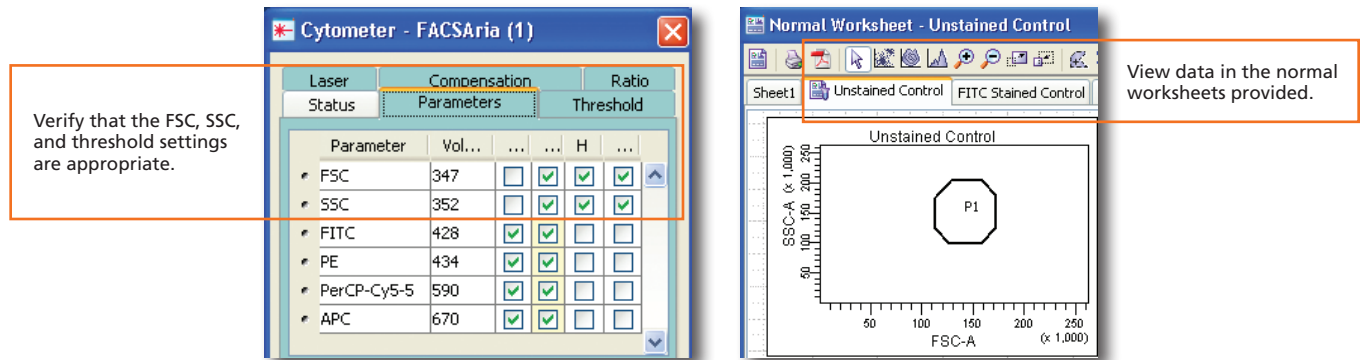 Cytometer - FACSAria (1)
Laser Compensation Ratio
Status Parameters Threshold
Parameter Vol... ... ... H ...
FSC 347
SSC 352
FITC 428
PE 434
PerCP-Cy5-5 590
APC 670
Verify that the FSC, SSC,
and threshold settings
are appropriate.
Normal Worksheet - Unstained Control
Sheet1 Unstained Control FITC Stained Control
Unstained Control
SSC-A (x 1,000)
50 100 150 200 250
P1
50 100 150 200 250
FSC-A (x 1,000)
View data in the normal
worksheets provided.